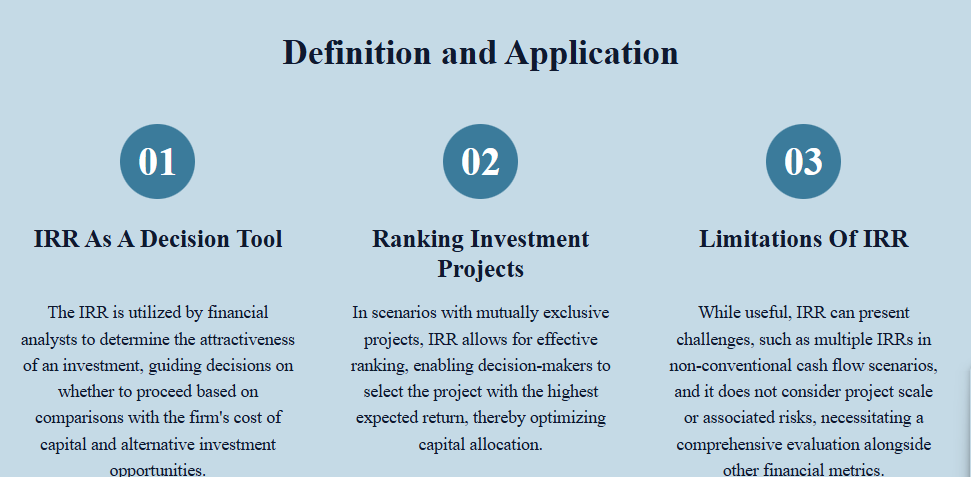 Definition and Application
01
IRR As A Decision Tool
The IRR is utilized by financial
analysts to determine the attractiveness
of an investment, guiding decisions on
whether to proceed based on
comparisons with the firm's cost of
capital and alternative investment
opportunities.
02
Ranking Investment
Projects
In scenarios with mutually exclusive
projects, IRR allows for effective
ranking, enabling decision-makers to
select the project with the highest
expected return, thereby optimizing
capital allocation.
03
Limitations Of IRR
While useful, IRR can present
challenges, such as multiple IRRs in
non-conventional cash flow scenarios,
and it does not consider project scale
or associated risks, necessitating a
comprehensive evaluation alongside
other financial metrics.